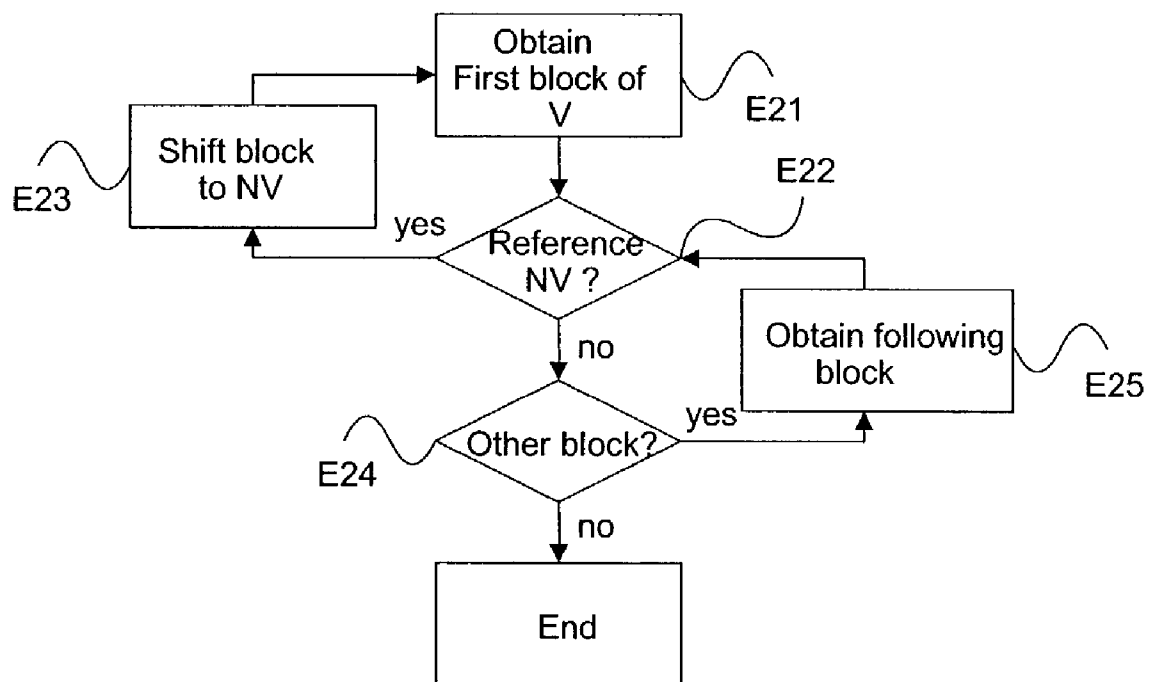 Obtain
First block of
V
E21
Shift block
to NV
E23
E22
yes
Reference
NV ?
no
Obtain following
block
E25
yes
Other block?
E24
no
End